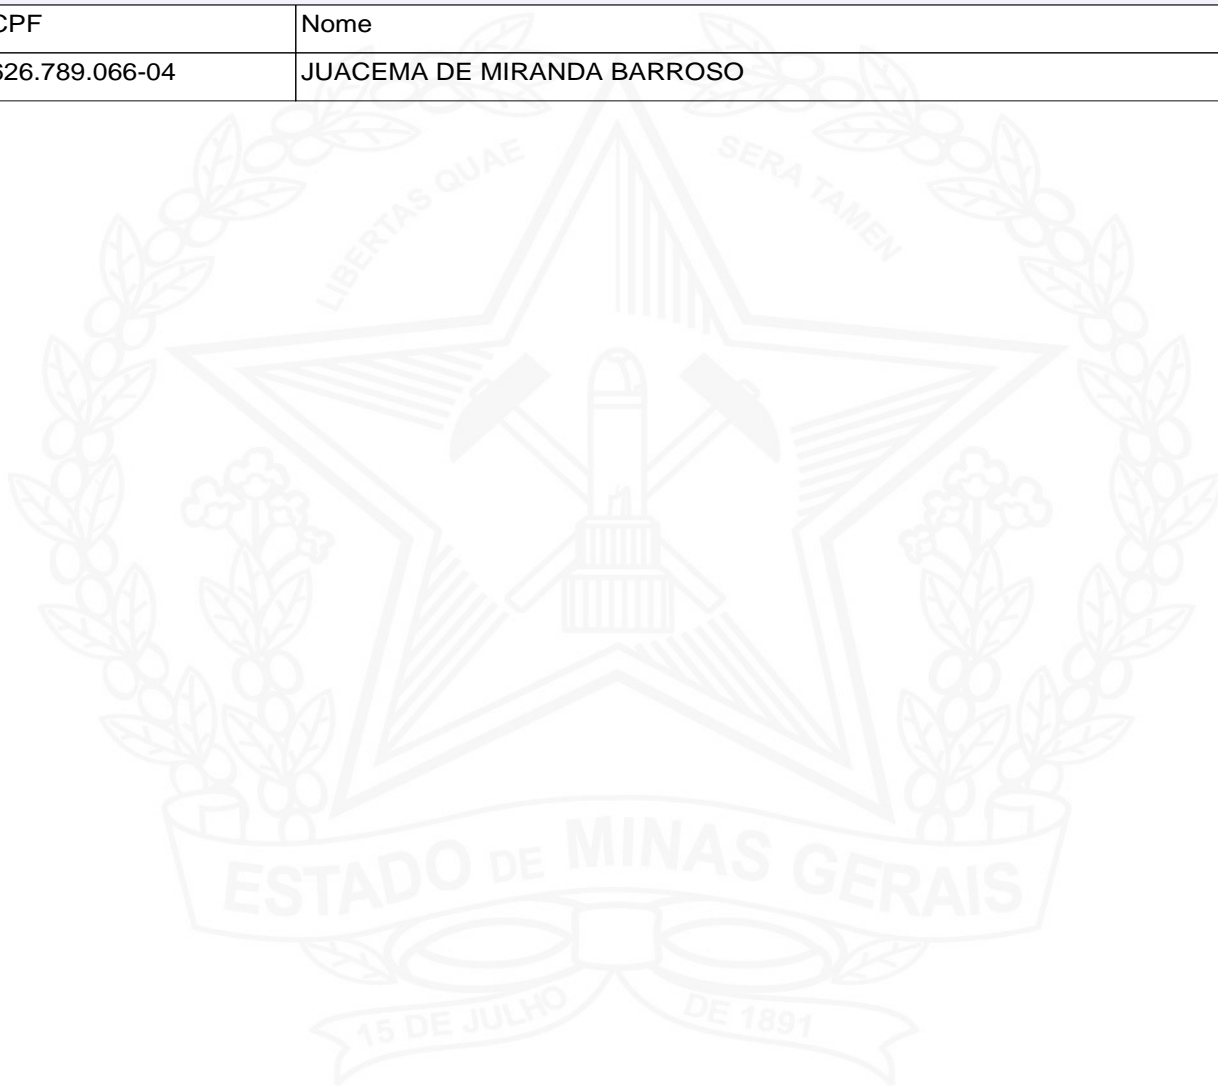 CPF Nome
626.789.066-04 JUACEMA DE MIRANDA BARROSO
LIBERTAS QUAE SERA TAMEN
ESTADO DE MINAS GERAIS
15 DE JULHO DE 1891